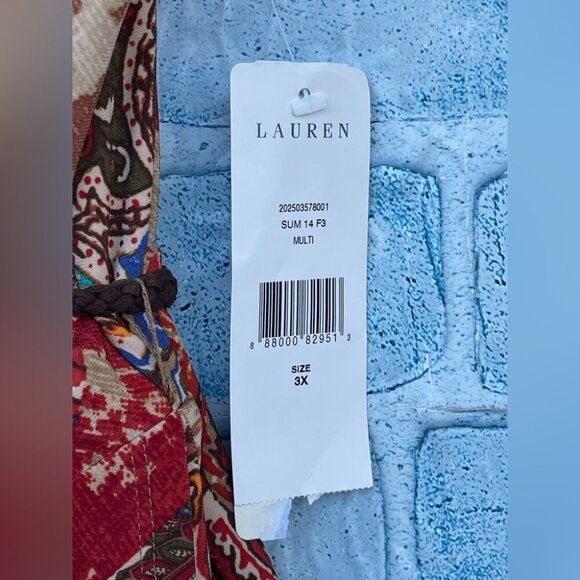 LAUREN
202503578001
SUM 14 F3
MULTI
8 88000 82951 3
SIZE
3X